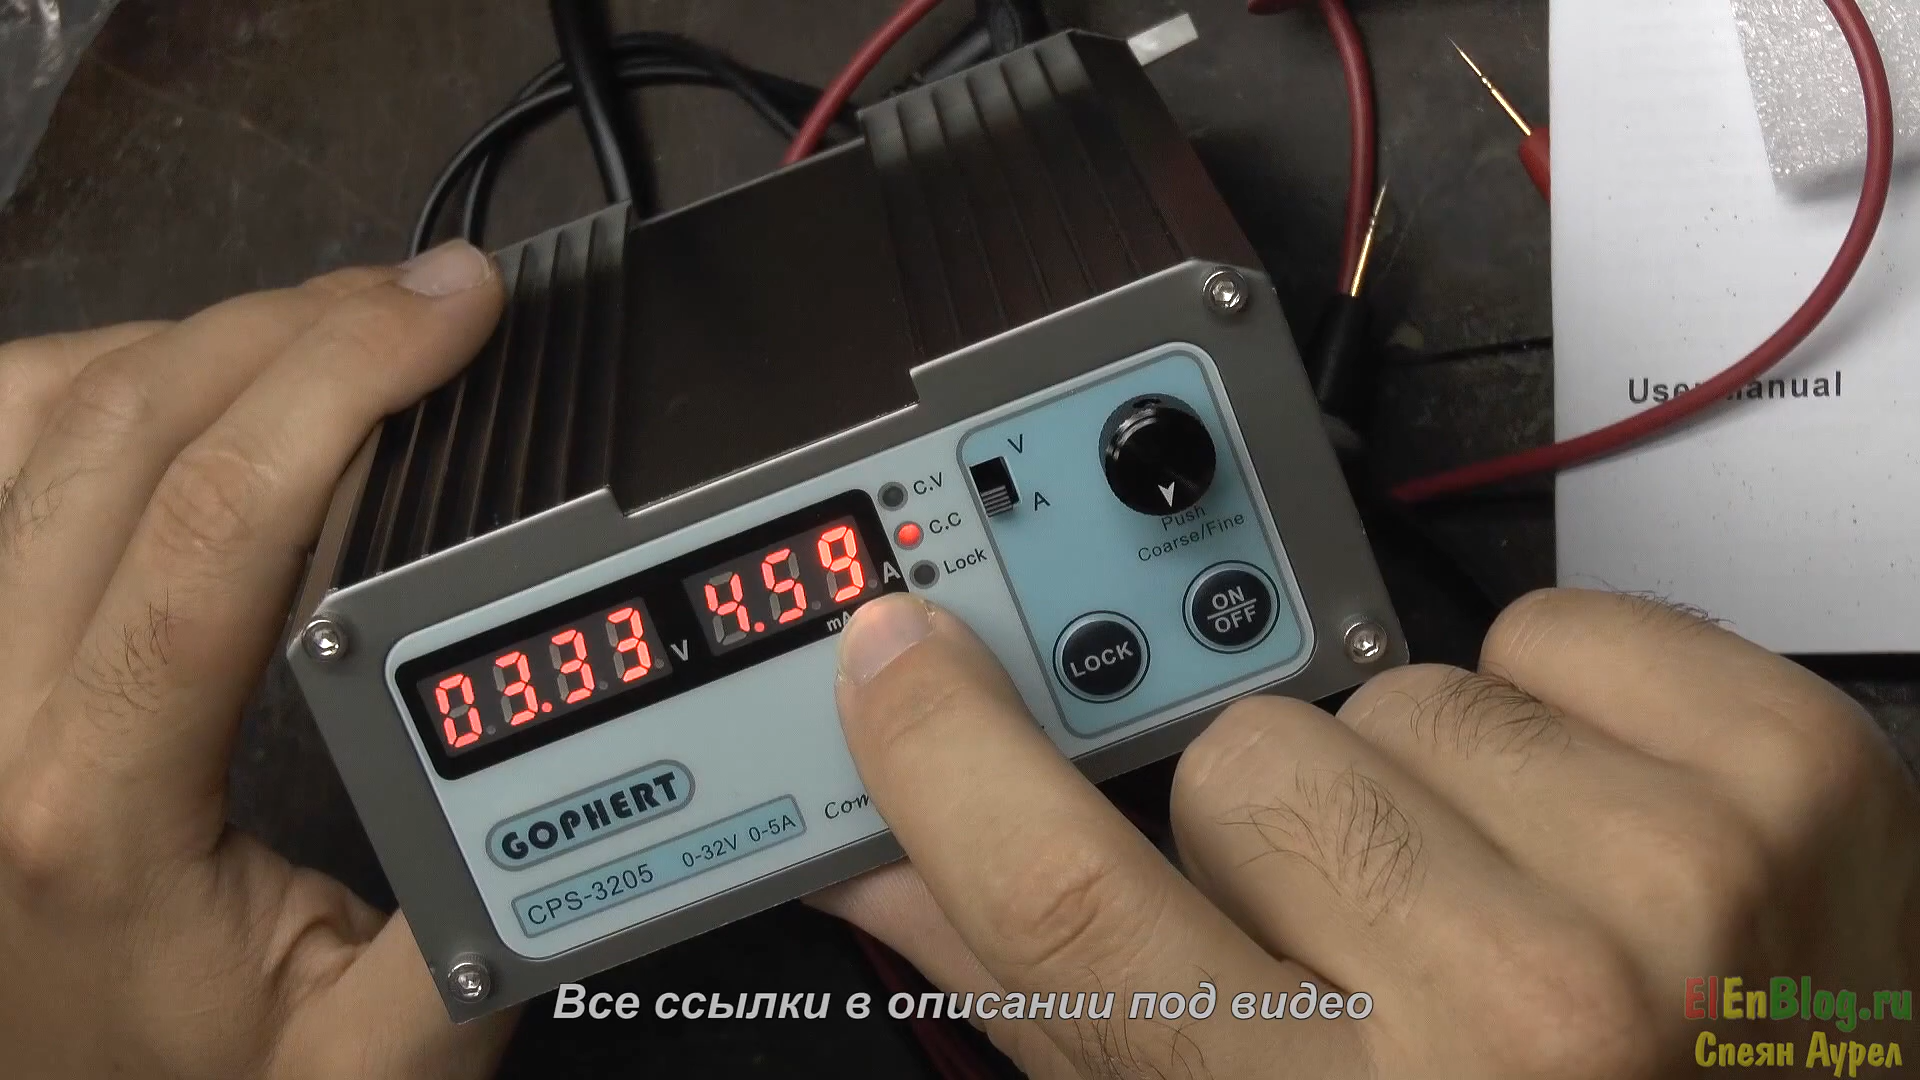 User manual
V
A
C.V
C.C
Lock
Push
Coarse/Fine
03.33 V
4.59 A
ON
OFF
LOCK
GOPHERT
CPS-3205 0-32V 0-5A
Все ссылки в описании под видео
ElEnBlog.ru
Спеян Аурел